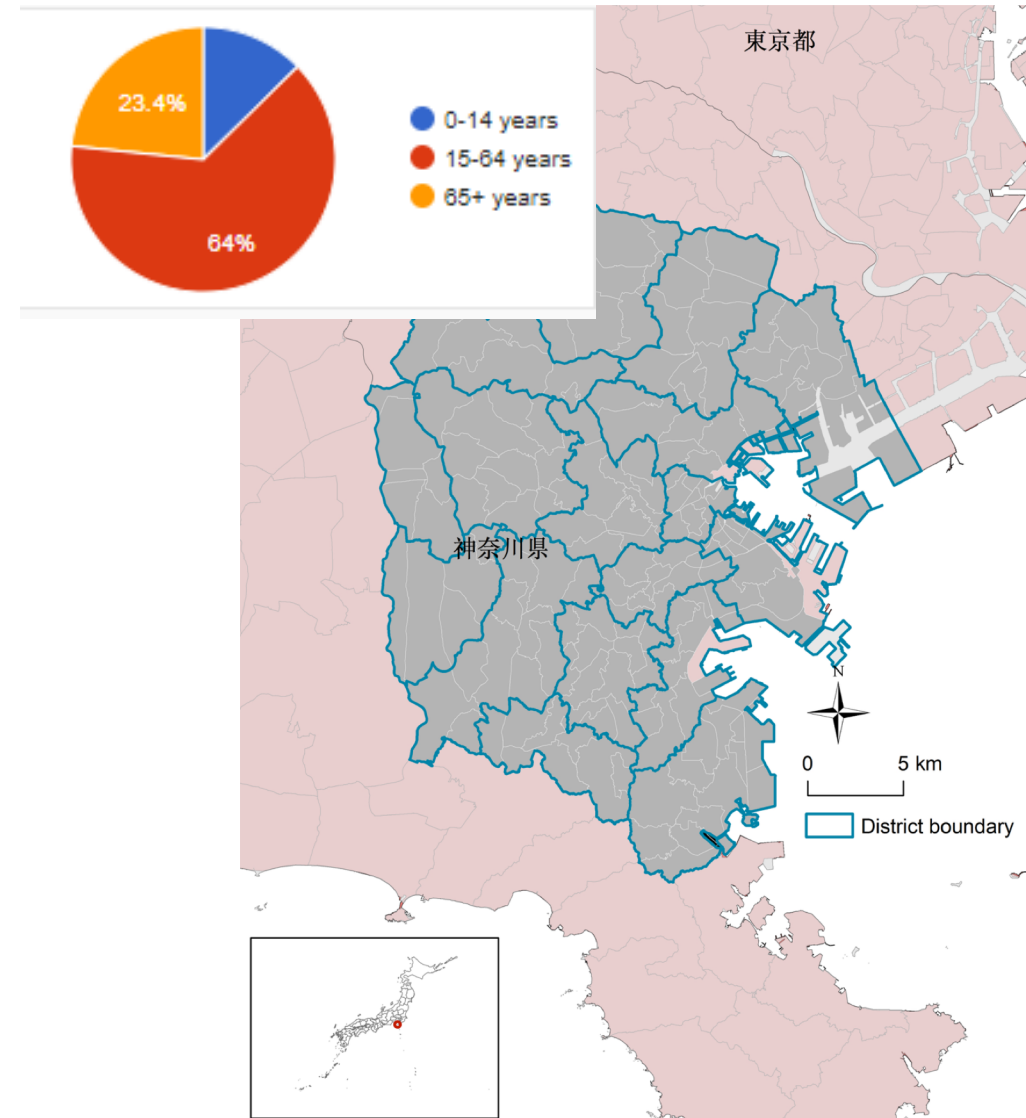 東京都
23.4%
64%
0-14 years
15-64 years
65+ years
神奈川県
N
0 5 km
District boundary